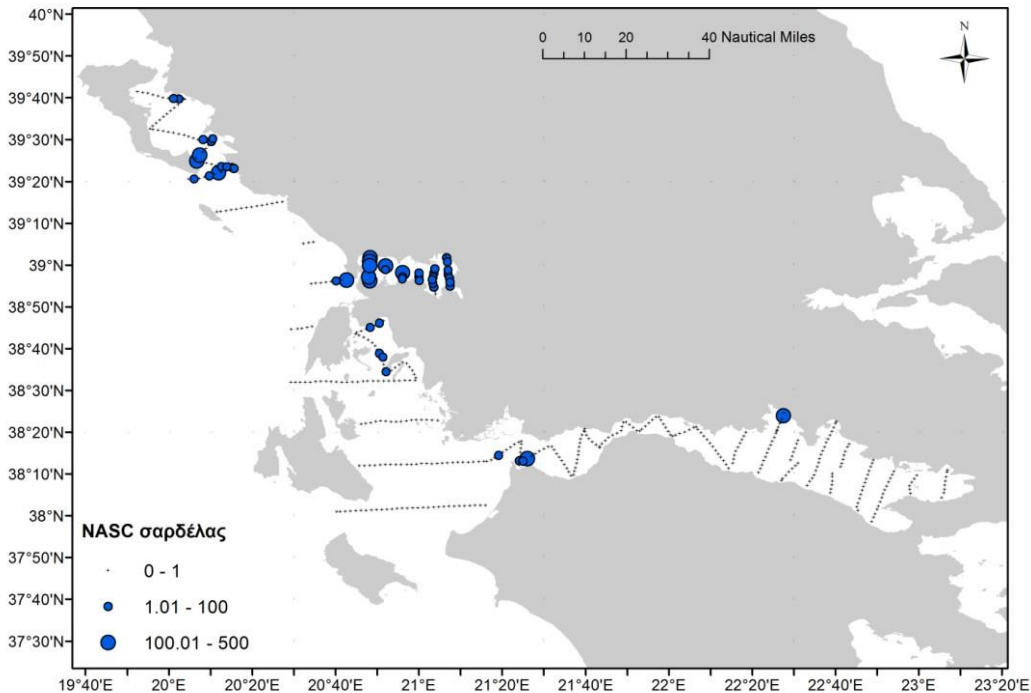 40°N
39°50'N
39°40'N
39°30'N
39°20'N
39°10'N
39°N
38°50'N
38°40'N
38°30'N
38°20'N
38°10'N
38°N
37°50'N
37°40'N
37°30'N
0 10 20 40 Nautical Miles
N
NASC σαρδέλας
0 - 1
1.01 - 100
100.01 - 500
19°40'E 20°E 20°20'E 20°40'E 21°E 21°20'E 21°40'E 22°E 22°20'E 22°40'E 23°E 23°20'E